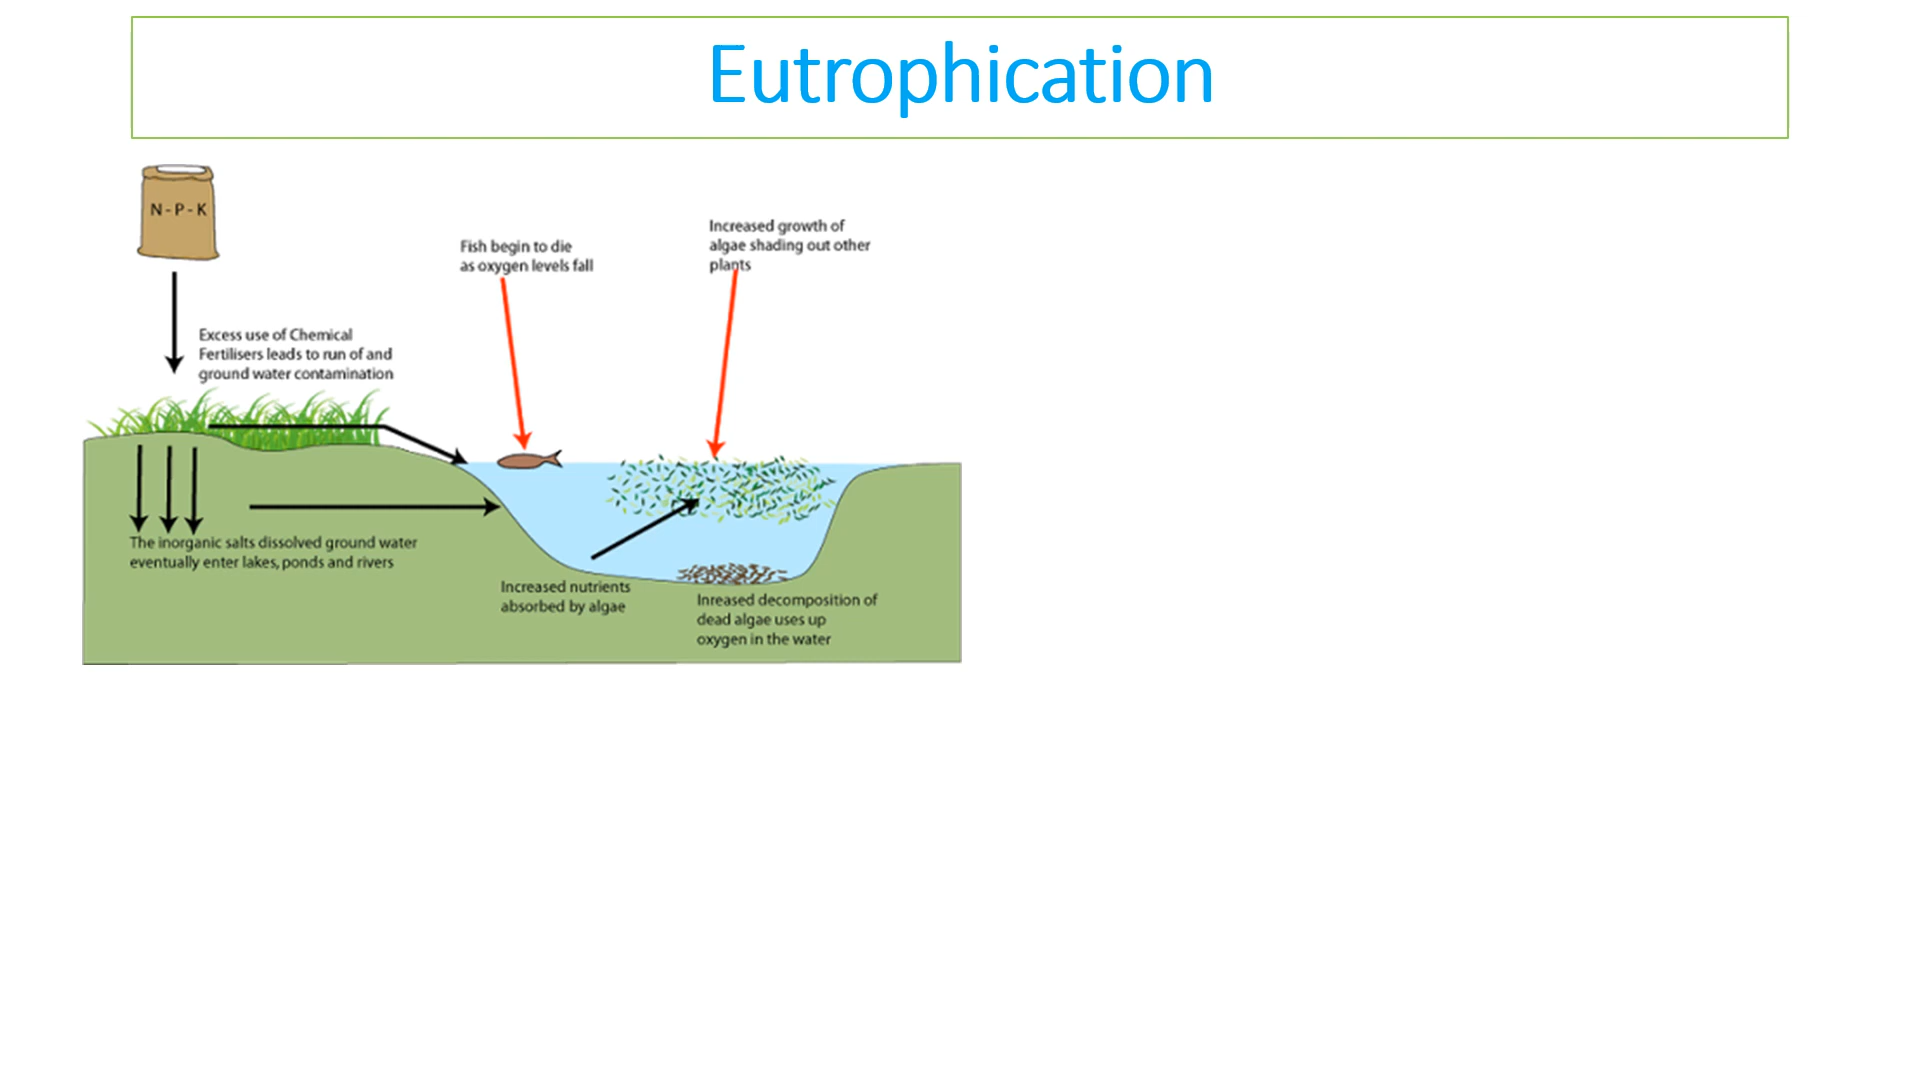 Eutrophication
N-P-K
Fish begin to die
as oxygen levels fall
Increased growth of
algae shading out other
plants
Excess use of Chemical
Fertilisers leads to run of and
ground water contamination
The inorganic salts dissolved ground water
eventually enter lakes, ponds and rivers
Increased nutrients
absorbed by algae
Inreased decomposition of
dead algae uses up
oxygen in the water